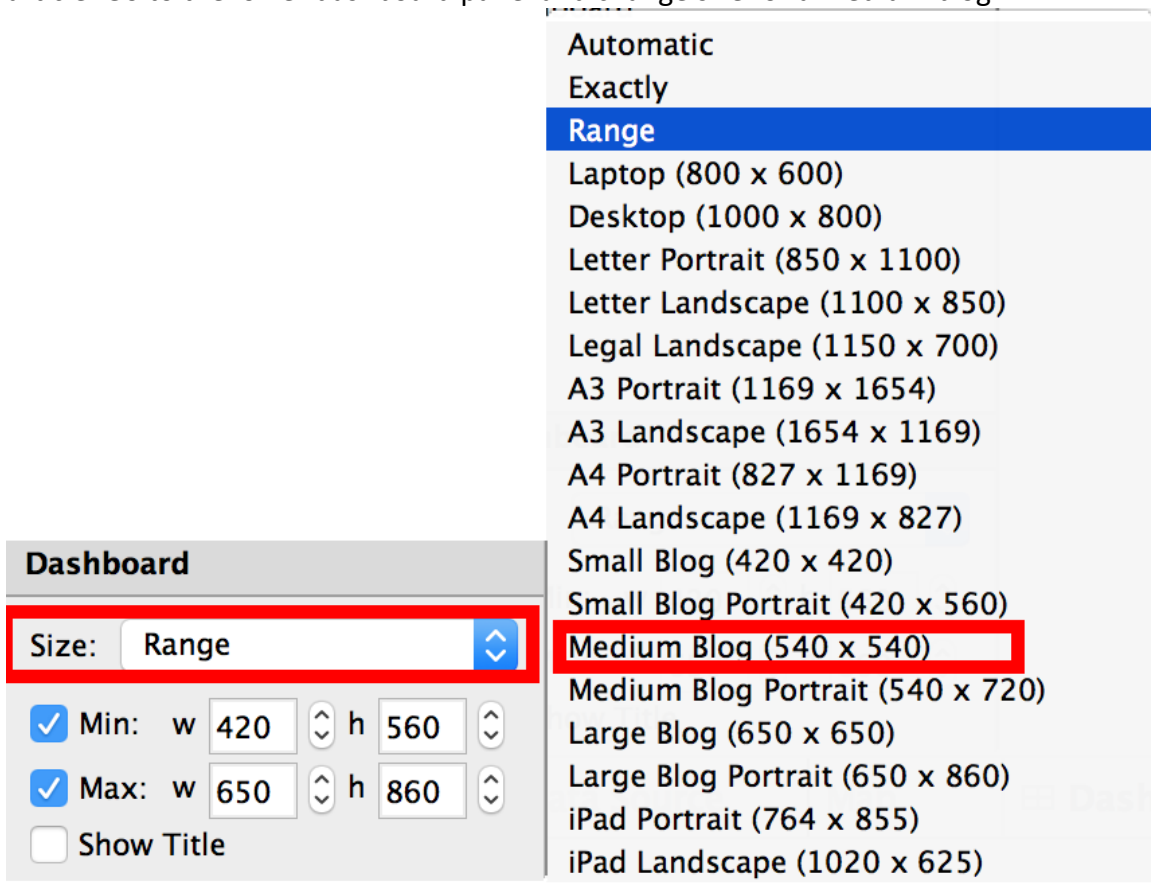 Automatic
Exactly
Range
Laptop (800 x 600)
Desktop (1000 x 800)
Letter Portrait (850 x 1100)
Letter Landscape (1100 x 850)
Legal Landscape (1150 x 700)
A3 Portrait (1169 x 1654)
A3 Landscape (1654 x 1169)
A4 Portrait (827 x 1169)
A4 Landscape (1169 x 827)
Small Blog (420 x 420)
Small Blog Portrait (420 x 560)
Medium Blog (540 x 540)
Medium Blog Portrait (540 x 720)
Large Blog (650 x 650)
Large Blog Portrait (650 x 860)
iPad Portrait (764 x 855)
iPad Landscape (1020 x 625)
Dashboard
Size: Range
Min: w 420 h 560
Max: w 650 h 860
Show Title